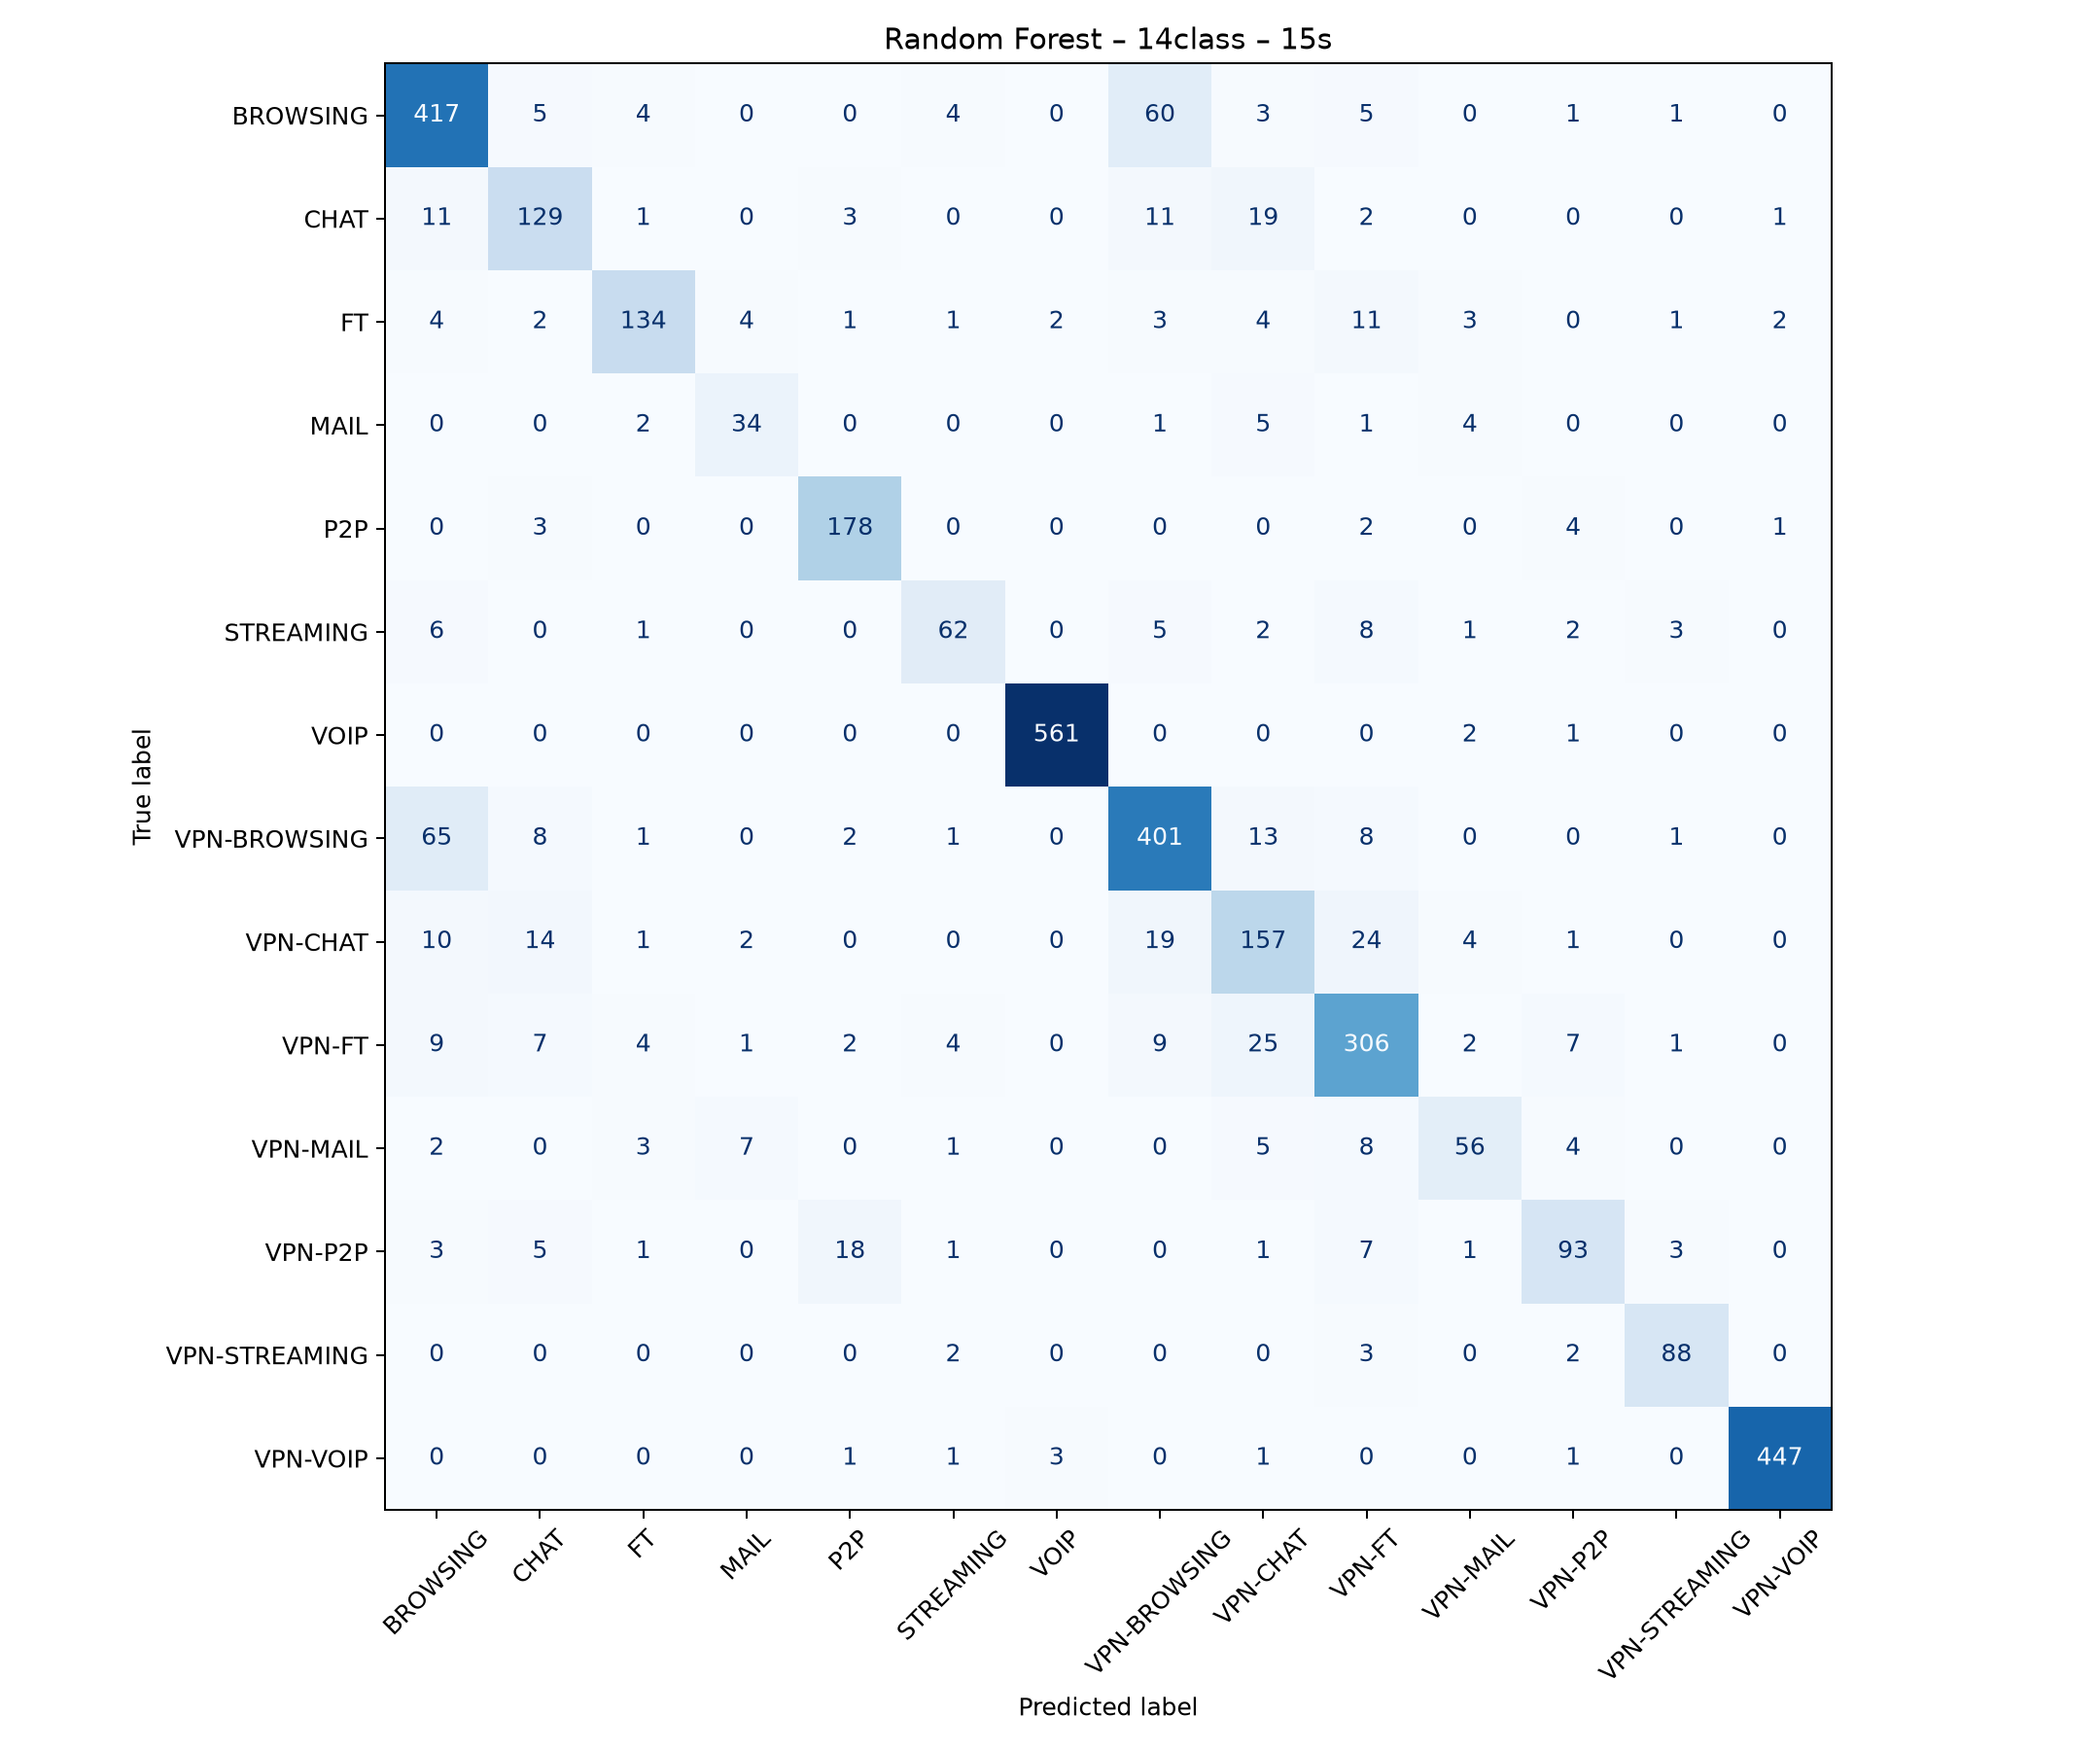 Random Forest – 14class – 15s
BROWSING 417 5 4 0 0 4 0 60 3 5 0 1 1 0
CHAT 11 129 1 0 3 0 0 11 19 2 0 0 0 1
FT 4 2 134 4 1 1 2 3 4 11 3 0 1 2
MAIL 0 0 2 34 0 0 0 1 5 1 4 0 0 0
P2P 0 3 0 0 178 0 0 0 0 2 0 4 0 1
STREAMING 6 0 1 0 0 62 0 5 2 8 1 2 3 0
VOIP 0 0 0 0 0 0 561 0 0 0 2 1 0 0
VPN-BROWSING 65 8 1 0 2 1 0 401 13 8 0 0 1 0
VPN-CHAT 10 14 1 2 0 0 0 19 157 24 4 1 0 0
VPN-FT 9 7 4 1 2 4 0 9 25 306 2 7 1 0
VPN-MAIL 2 0 3 7 0 1 0 0 5 8 56 4 0 0
VPN-P2P 3 5 1 0 18 1 0 0 1 7 1 93 3 0
VPN-STREAMING 0 0 0 0 0 2 0 0 0 3 0 2 88 0
VPN-VOIP 0 0 0 0 1 1 3 0 1 0 0 1 0 447
True label
BROWSING CHAT FT MAIL P2P STREAMING VOIP VPN-BROWSING VPN-CHAT VPN-FT VPN-MAIL VPN-P2P VPN-STREAMING VPN-VOIP
Predicted label